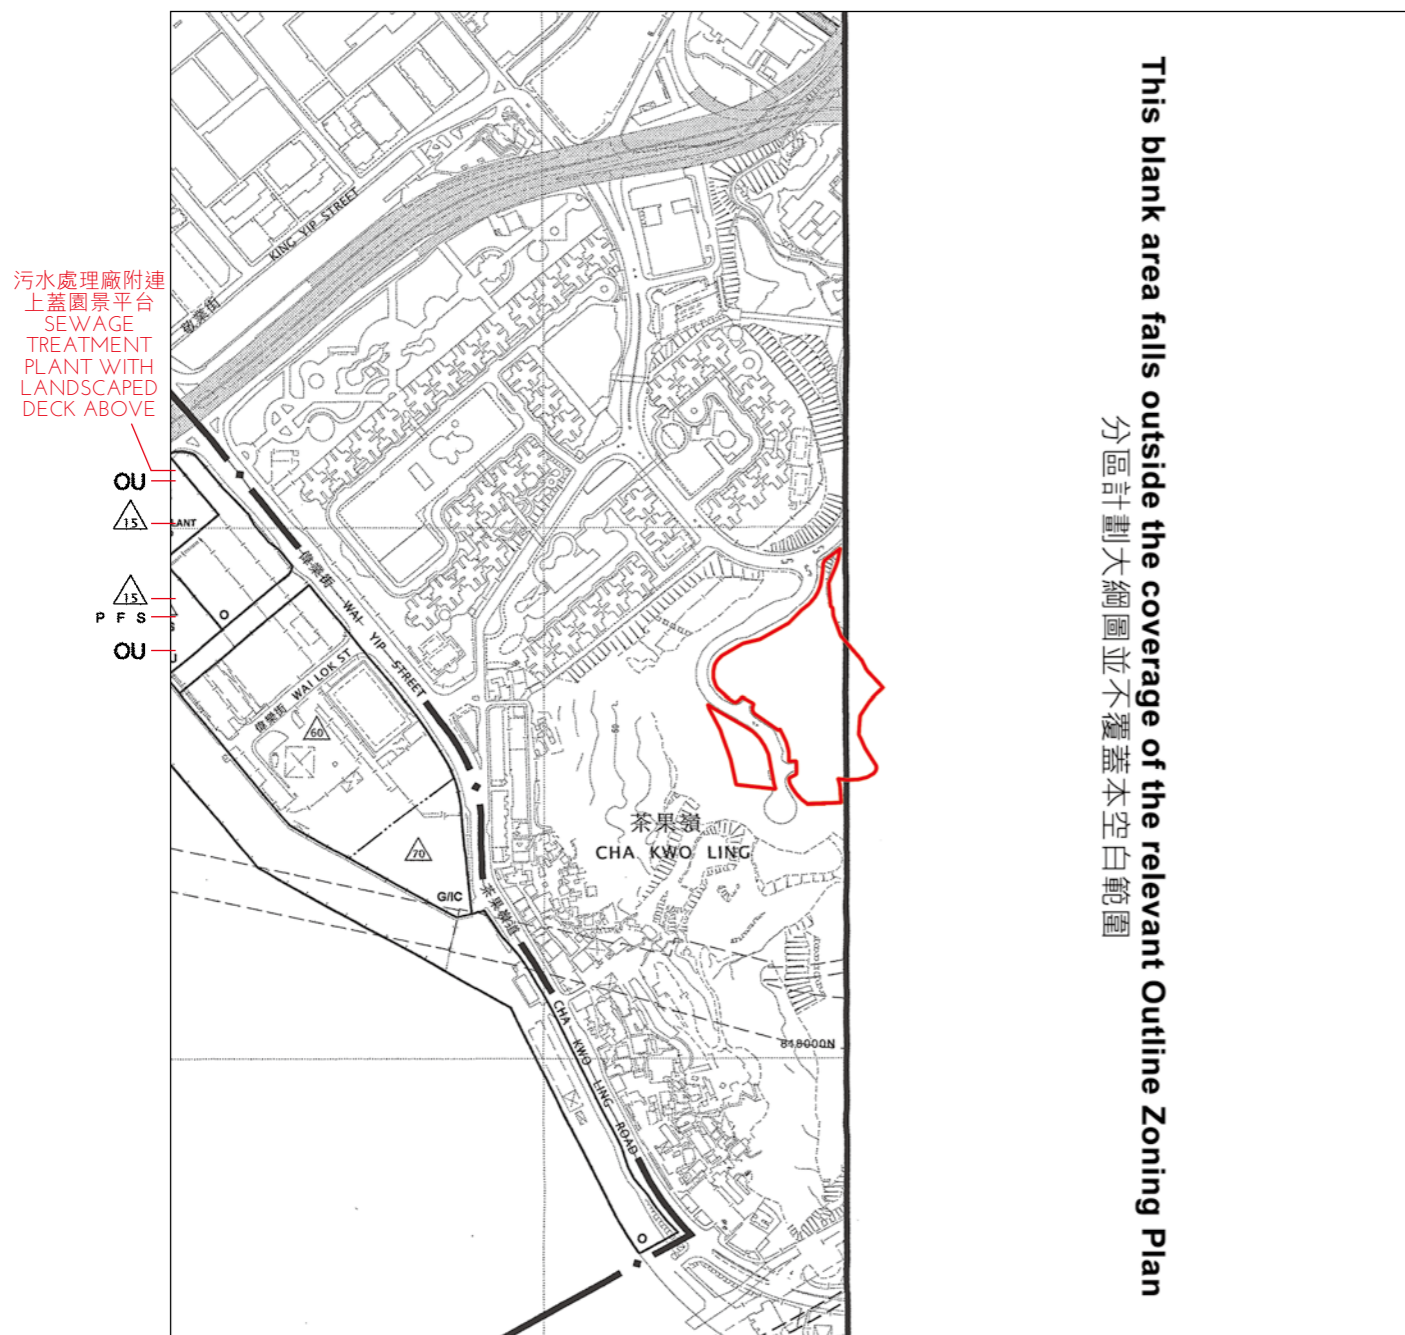 KING YIP STREET
敬業街
污水處理廠附連
上蓋園景平台
SEWAGE
TREATMENT
PLANT WITH
LANDSCAPED
DECK ABOVE
OU
15
LANT
15
P F S
S
O
OU
偉業街
WAI YIP STREET
偉樂街 WAI LOK ST
60
60
70
G/IC
茶果嶺
CHA KWO LING
茶果嶺道
CHA KWO LING ROAD
818000N
O
This blank area falls outside the coverage of the relevant Outline Zoning Plan
分區計劃大綱圖並不覆蓋本空白範圍